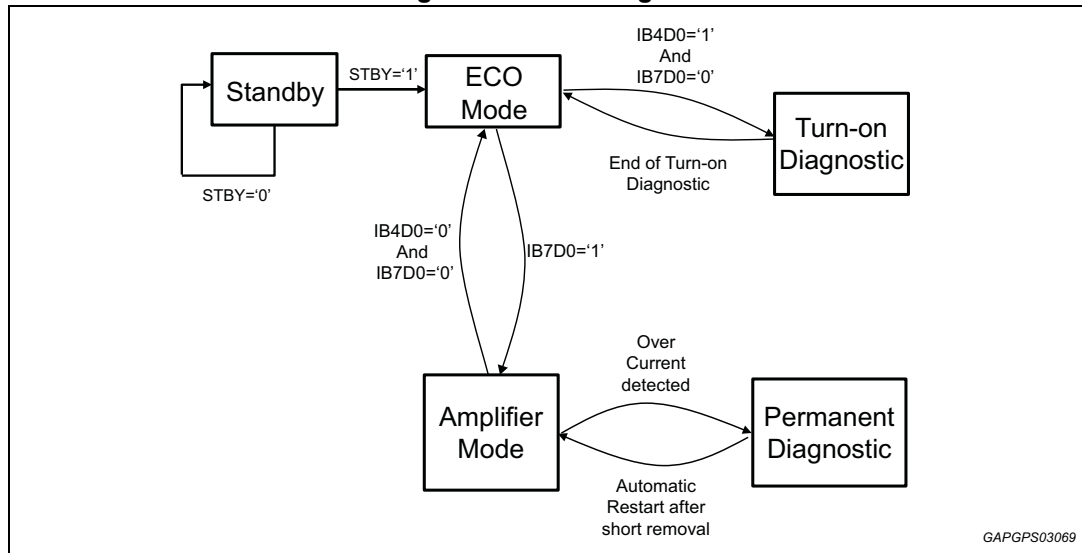 STBY='1'
Standby
STBY='0'
ECO
Mode
IB4D0='1'
And
IB7D0='0'
Turn-on
Diagnostic
End of Turn-on
Diagnostic
IB4D0='0'
And
IB7D0='0'
IB7D0='1'
Amplifier
Mode
Over
Current
detected
Permanent
Diagnostic
Automatic
Restart after
short removal
GAPGPS03069